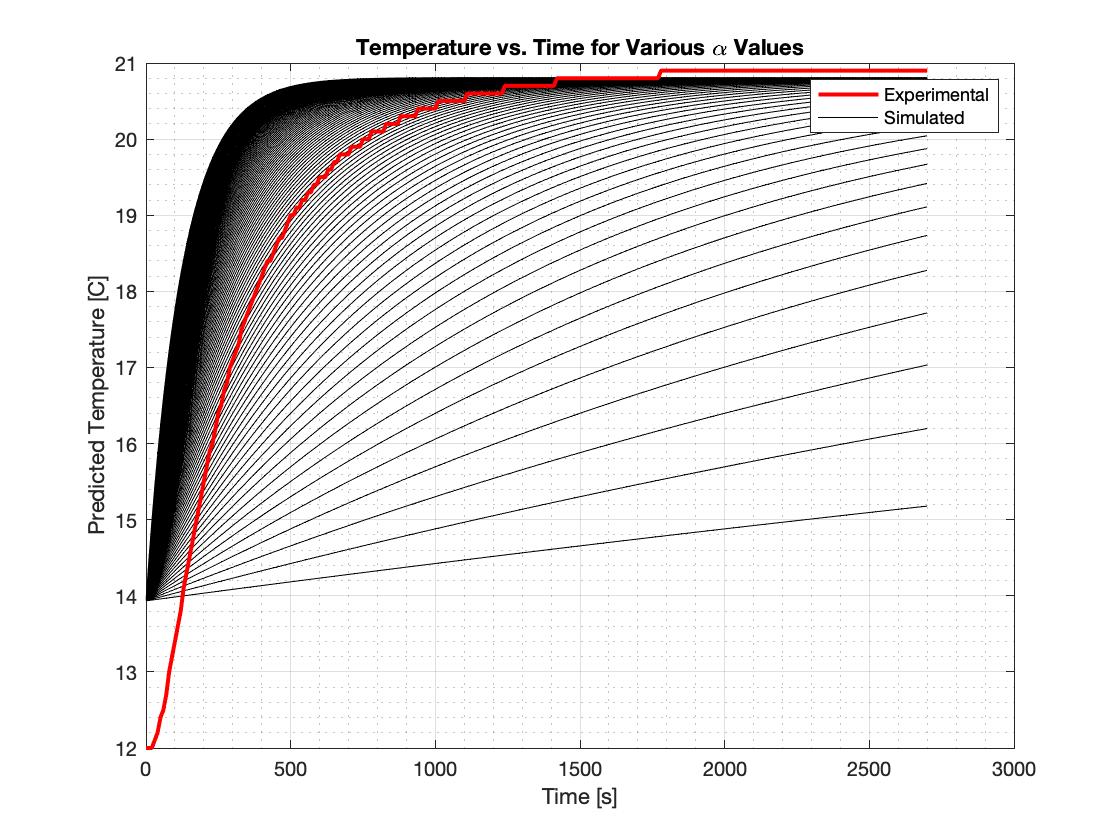 Temperature vs. Time for Various α Values
Predicted Temperature [C]
21
20
19
18
17
16
15
14
13
12
Experimental
Simulated
0 500 1000 1500 2000 2500 3000
Time [s]